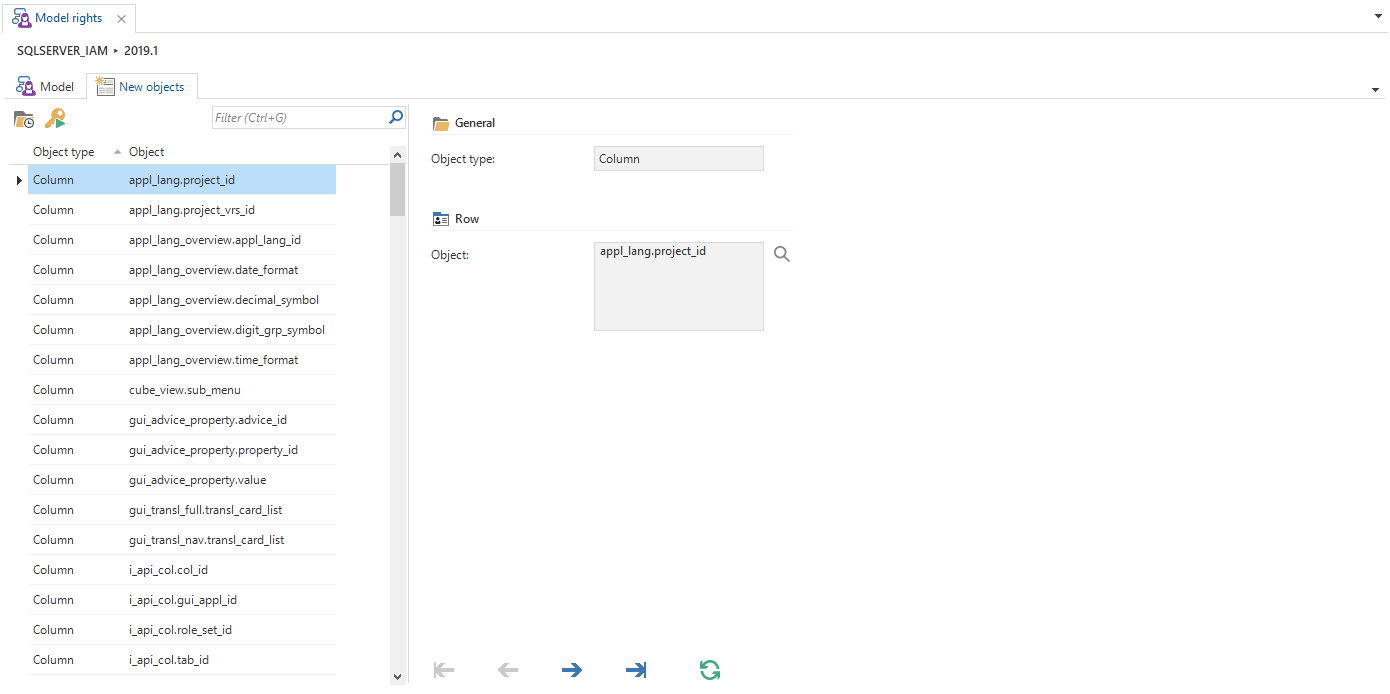 Model rights
SQLSERVER_IAM ▸ 2019.1
Model New objects
Filter (Ctrl+G)
Object type Object
Column appl_lang.project_id
Column appl_lang.project_vrs_id
Column appl_lang_overview.appl_lang_id
Column appl_lang_overview.date_format
Column appl_lang_overview.decimal_symbol
Column appl_lang_overview.digit_grp_symbol
Column appl_lang_overview.time_format
Column cube_view.sub_menu
Column gui_advice_property.advice_id
Column gui_advice_property.property_id
Column gui_advice_property.value
Column gui_transl_full.transl_card_list
Column gui_transl_nav.transl_card_list
Column i_api_col.col_id
Column i_api_col.gui_appl_id
Column i_api_col.role_set_id
Column i_api_col.tab_id
General
Object type: Column
Row
Object: appl_lang.project_id